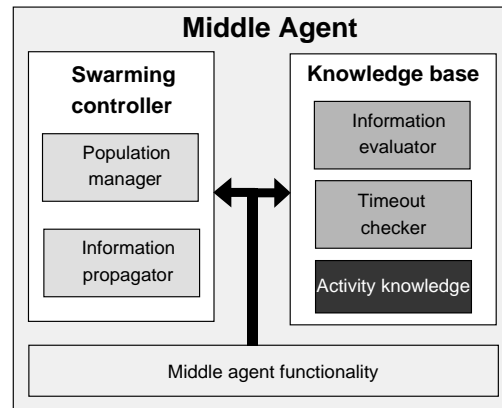 Middle Agent
Swarming
controller
Population
manager
Information
propagator
Knowledge base
Information
evaluator
Timeout
checker
Activity knowledge
Middle agent functionality